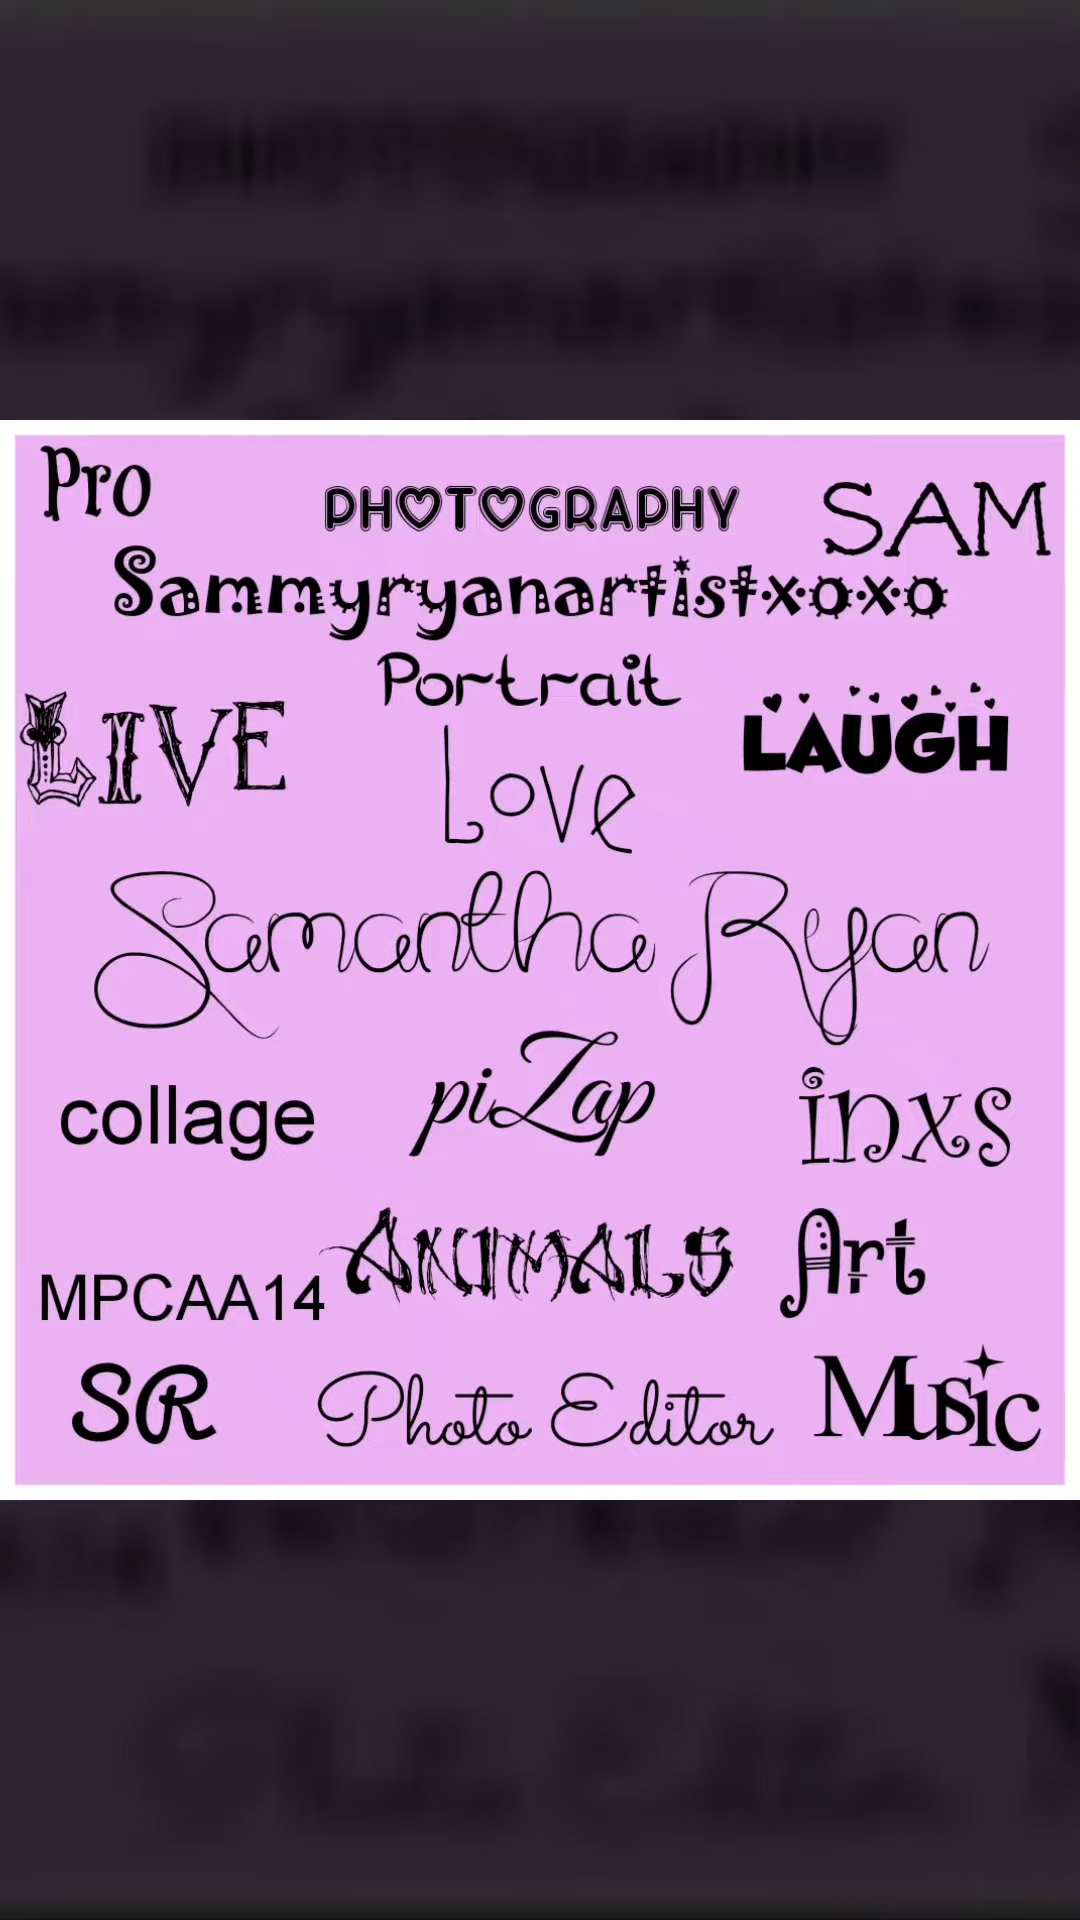 Pro
PHOTOGRAPHY
SAM
Sammyryanartistxoxo
Portrait
LIVE
LAUGH
Love
Samantha Ryan
collage
piZap
inxs
ANIMALS
Art
MPCAA14
SR
Photo Editor
Music